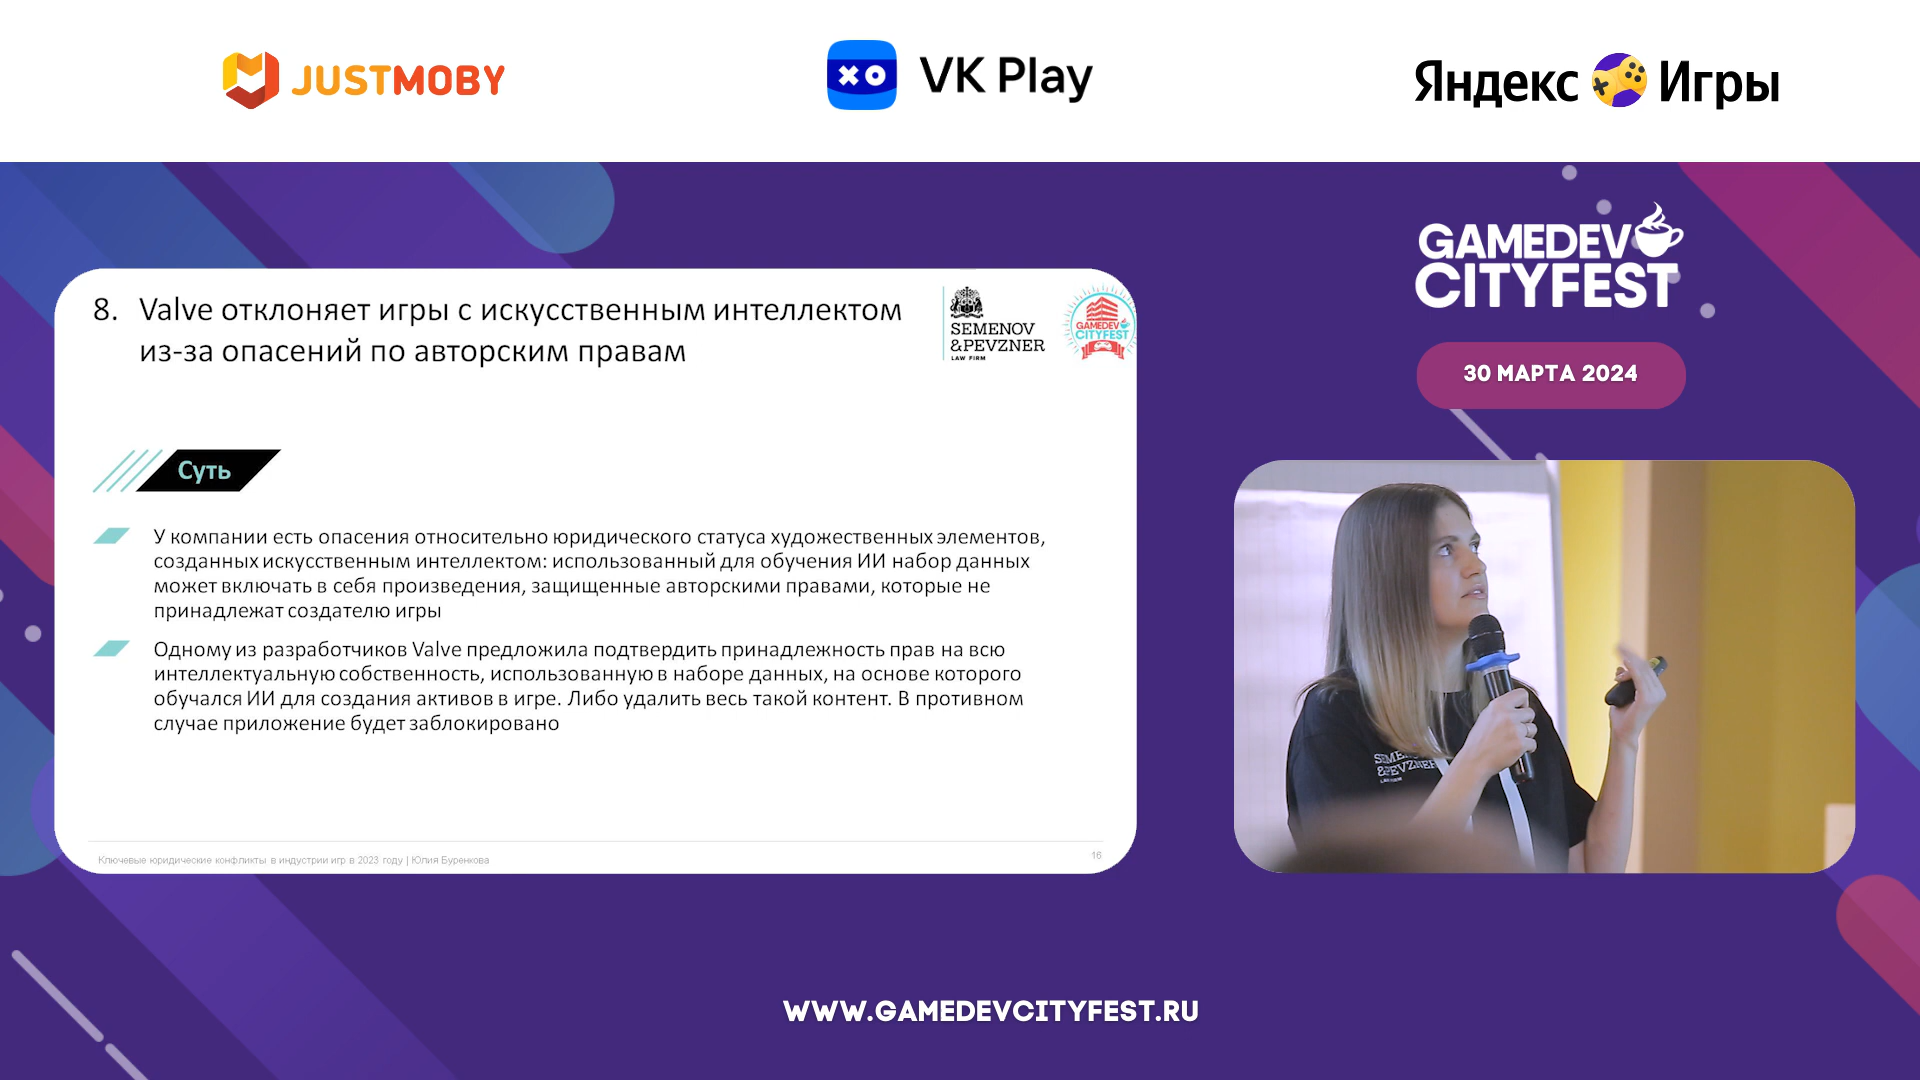 JUSTMOBY
VK Play
Яндекс Игры
GAMEDEV
CITYFEST
30 МАРТА 2024
8. Valve отклоняет игры с искусственным интеллектом
из-за опасений по авторским правам
SEMENOV
&PEVZNER
LAW FIRM
GAMEDEV
CITYFEST
Суть
У компании есть опасения относительно юридического статуса художественных элементов,
созданных искусственным интеллектом: использованный для обучения ИИ набор данных
может включать в себя произведения, защищенные авторскими правами, которые не
принадлежат создателю игры
Одному из разработчиков Valve предложила подтвердить принадлежность прав на всю
интеллектуальную собственность, использованную в наборе данных, на основе которого
обучался ИИ для создания активов в игре. Либо удалить весь такой контент. В противном
случае приложение будет заблокировано
Ключевые юридические конфликты в индустрии игр в 2023 году | Юлия Буренкова
16
SEMENOV
&PEVZNER
WWW.GAMEDEVCITYFEST.RU